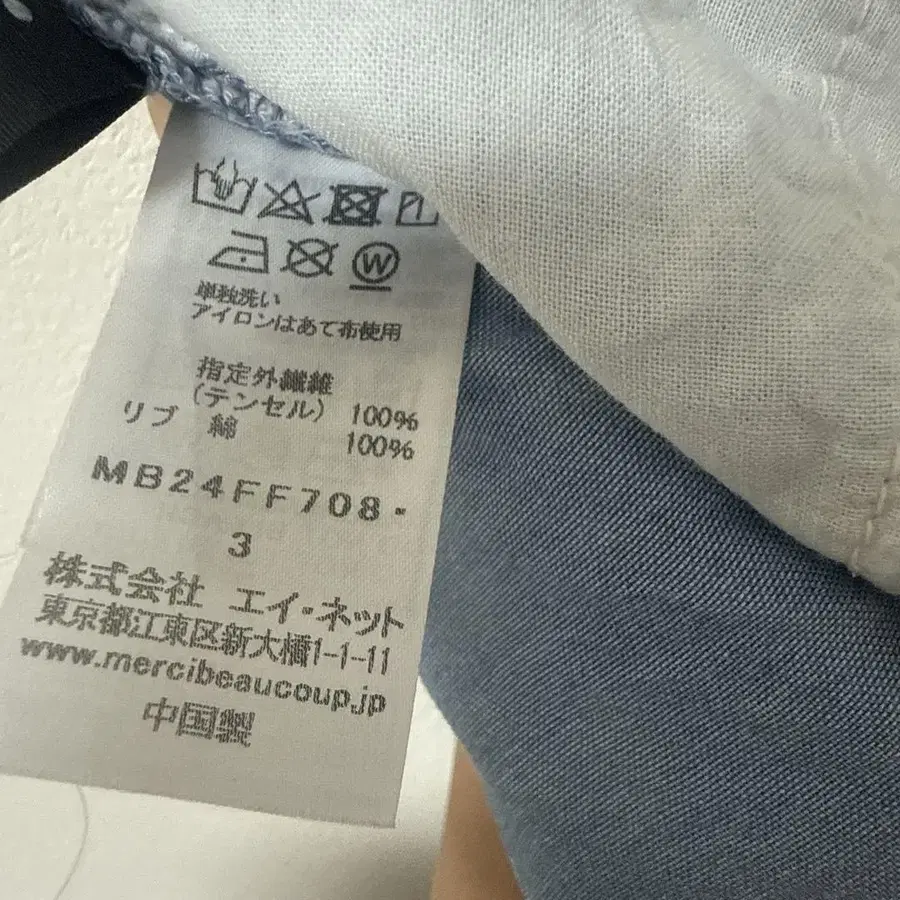 W
単独洗い
アイロンはあて布使用
指定外繊維
(テンセル) 100%
リブ 綿 100%
MB24FF708-
3
株式会社 エイ・ネット
東京都江東区新大橋1-1-11
www.mercibeaucoup.jp
中国製